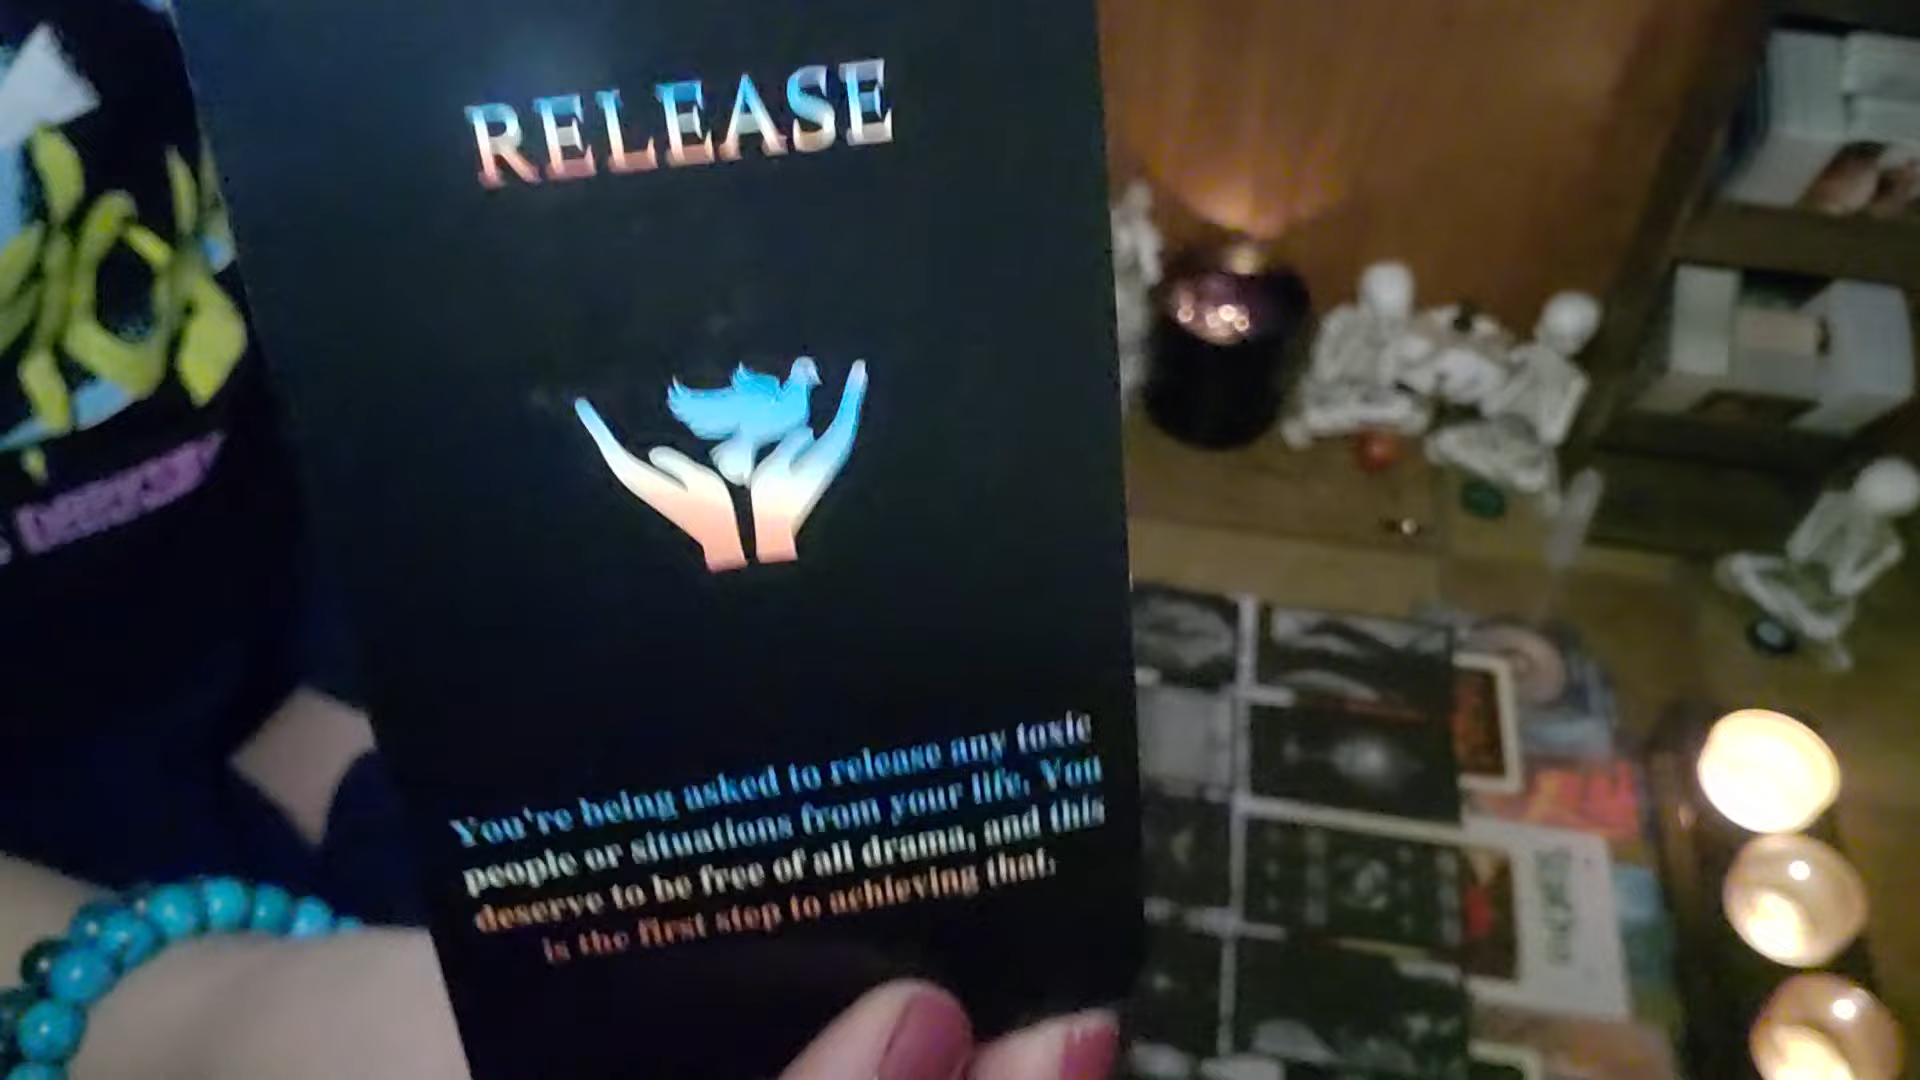 RELEASE
You're being asked to release any toxic
people or situations from your life. You
deserve to be free of all drama, and this
is the first step to achieving that.